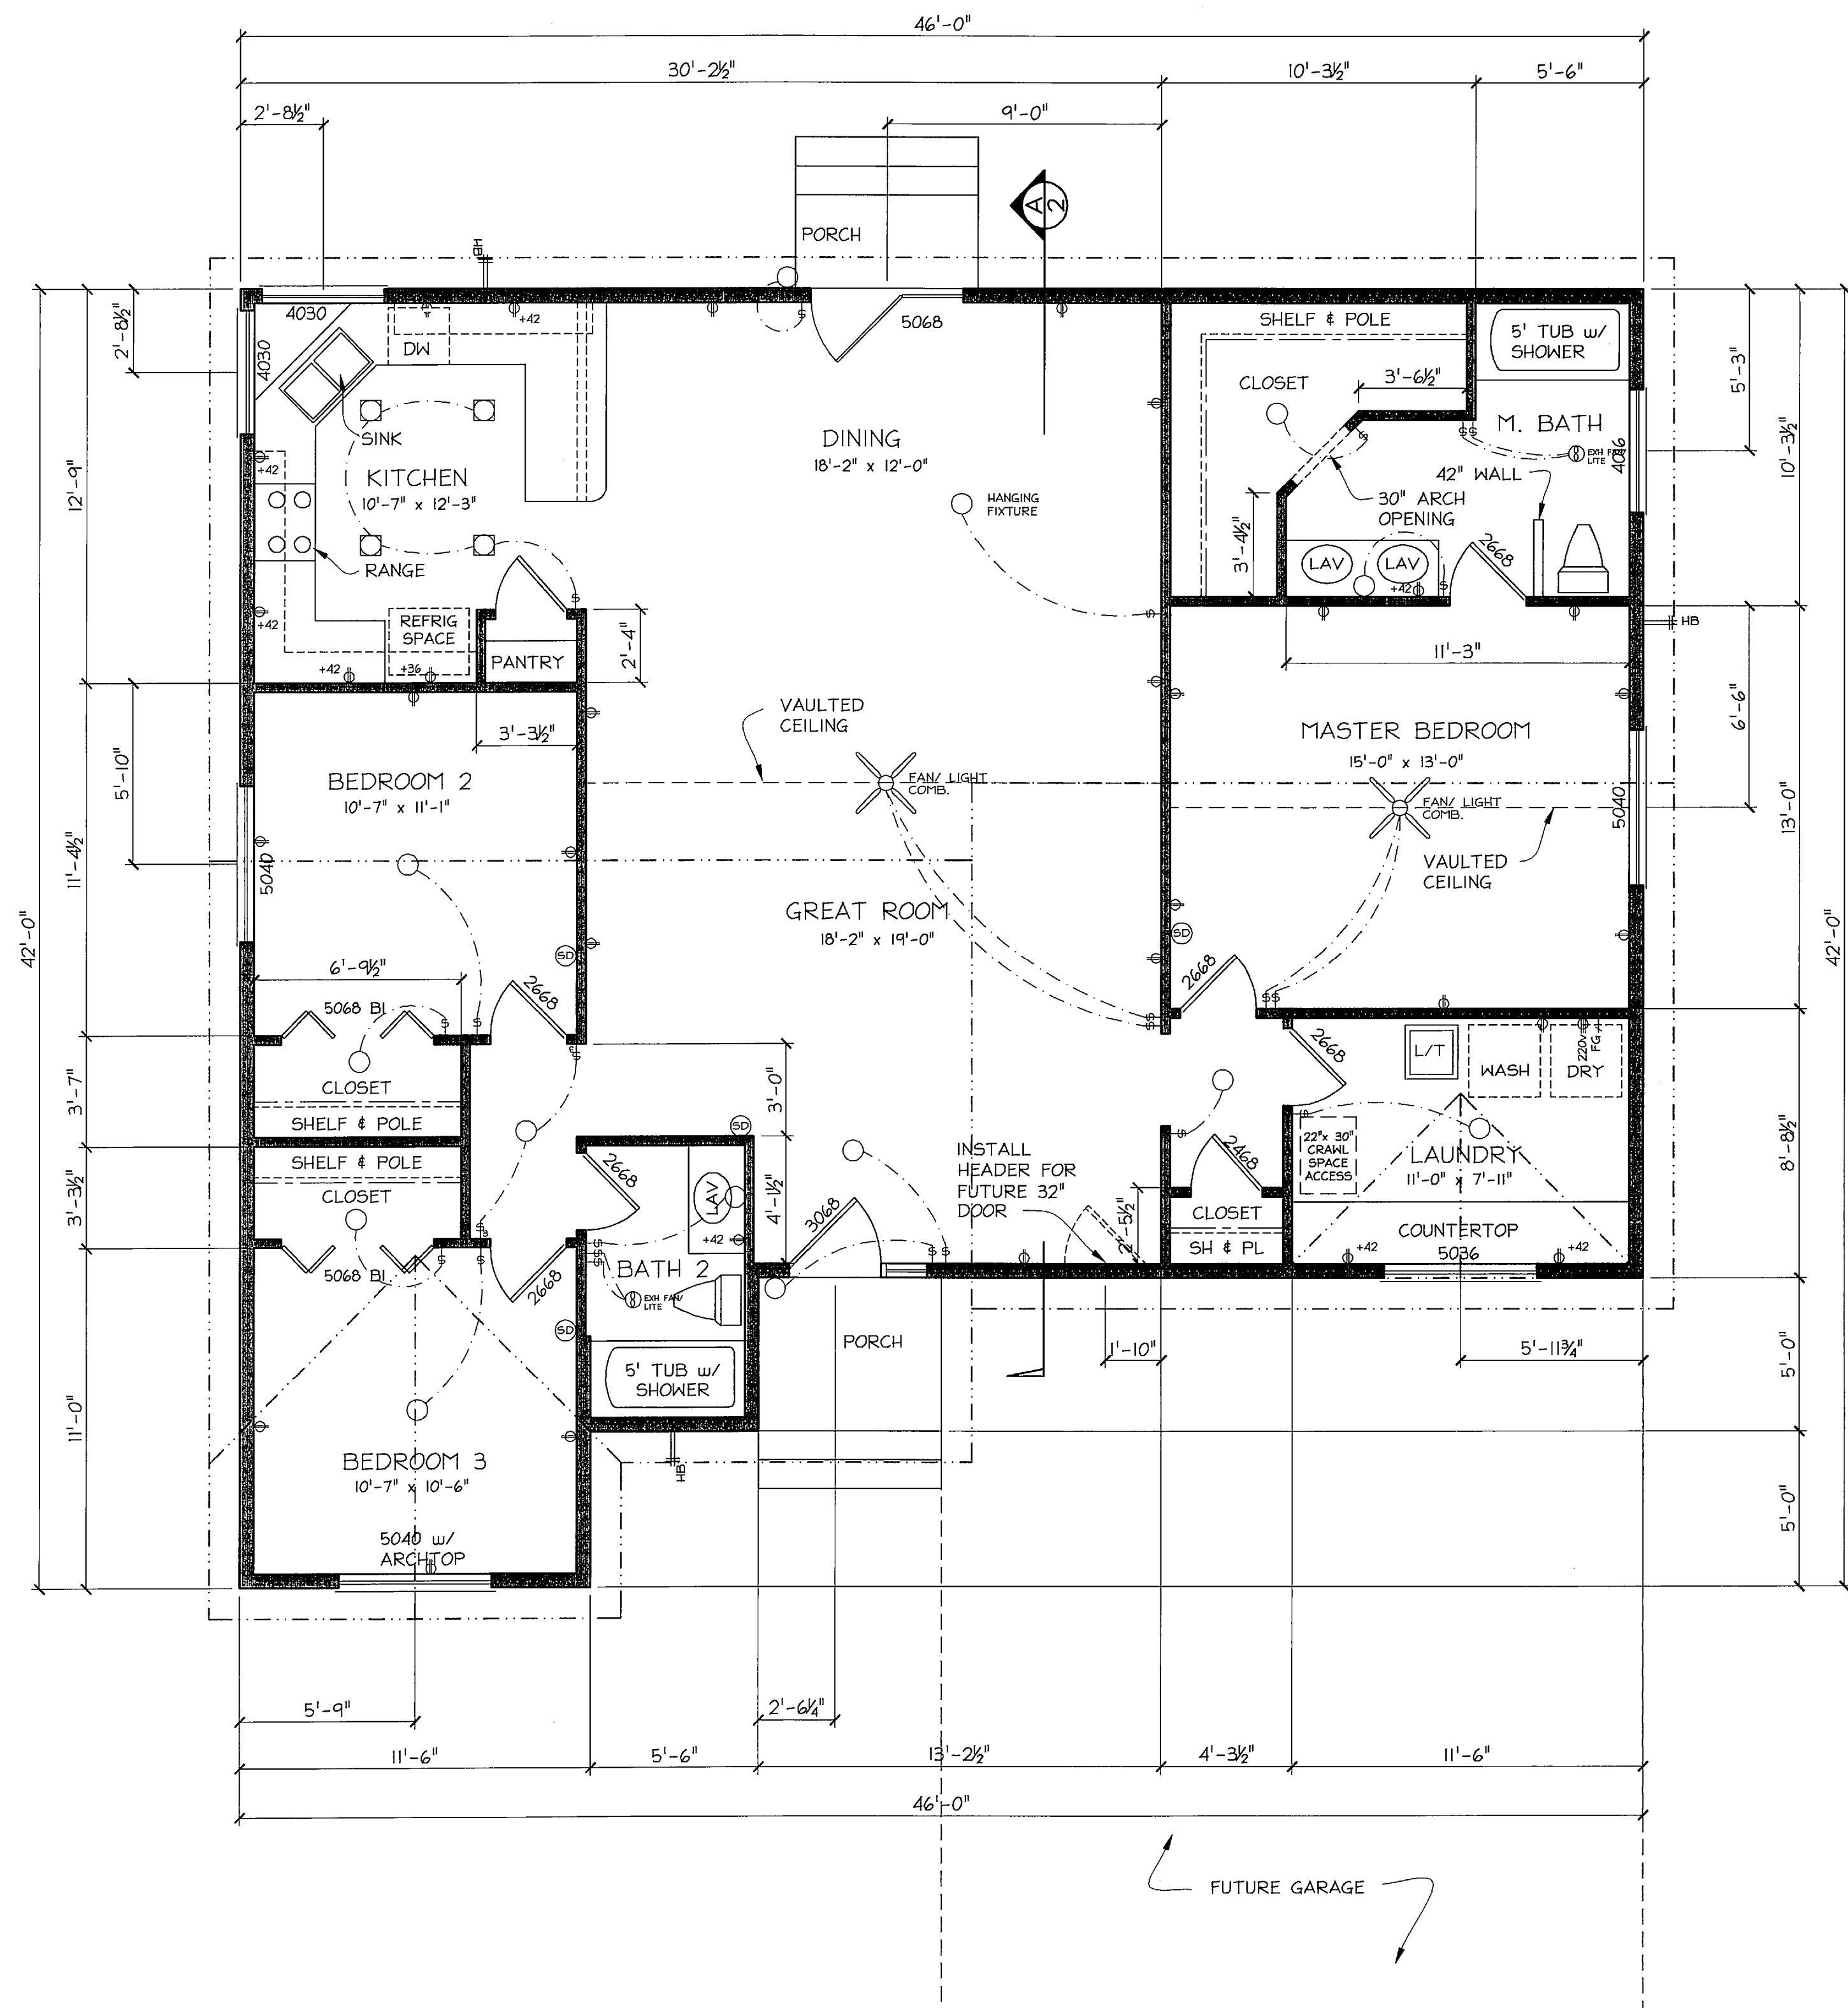 46'-0"
30'-2½"
10'-3½"
5'-6"
2'-8½"
9'-0"
A
2
PORCH
HB
4030
4030
DW
+42
S
5068
SHELF & POLE
5' TUB w/
SHOWER
2'-8½"
5'-3"
CLOSET
3'-6½"
SINK
DINING
18'-2" x 12'-0"
M. BATH
S
SS
EXH FAN/
LITE
4036
42'-0"
12'-9"
10'-3½"
+42
KITCHEN
10'-7" x 12'-3"
42" WALL
HANGING
FIXTURE
30" ARCH
OPENING
3'-4½"
RANGE
LAV
LAV
+42
S
2668
S
S
+42
REFRIG
SPACE
PANTRY
2'-4"
HB
+42
+36
11'-3"
6'-6"
3'-3½"
VAULTED
CEILING
MASTER BEDROOM
15'-0" x 13'-0"
BEDROOM 2
10'-7" x 11'-1"
5'-10"
FAN/ LIGHT
COMB.
FAN/ LIGHT
COMB.
5040
13'-0"
11'-4½"
5040
VAULTED
CEILING
GREAT ROOM
18'-2" x 19'-0"
SD
SD
42'-0"
6'-9½"
2668
2668
5068 BI
S
S
SS
SS
S3
2668
L/T
WASH
220v
FG
DRY
3'-7"
CLOSET
SHELF & POLE
3'-0"
SD
S
S
INSTALL
HEADER FOR
FUTURE 32"
DOOR
2468
22"x 30"
CRAWL
SPACE
ACCESS
LAUNDRY
11'-0" x 7'-11"
8'-8½"
3'-3½"
SHELF & POLE
CLOSET
2668
LAV
4'-1½"
3068
2'-5½"
CLOSET
SH & PL
COUNTERTOP
5036
+42
+42
S3
+42
SS
5068 BI
S
S
2668
SSS
BATH 2
EXH FAN/
LITE
SD
PORCH
1'-10"
5'-11¾"
5'-0"
5' TUB w/
SHOWER
11'-0"
BEDROOM 3
10'-7" x 10'-6"
HB
5'-0"
5040 w/
ARCHTOP
5'-9"
2'-6¼"
11'-6"
5'-6"
13'-2½"
4'-3½"
11'-6"
46'-0"
FUTURE GARAGE